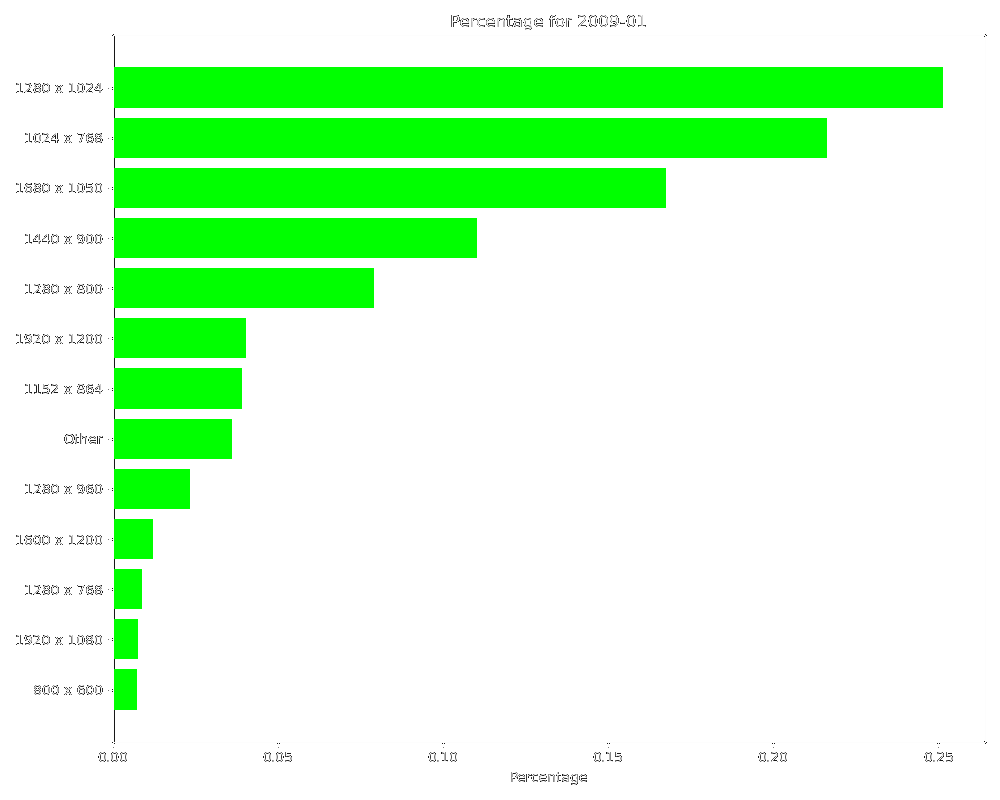 Percentage for 2009-01
1280 x 1024
1024 x 768
1680 x 1050
1440 x 900
1280 x 800
1920 x 1200
1152 x 864
Other
1280 x 960
1600 x 1200
1280 x 768
1920 x 1080
800 x 600
0.00 0.05 0.10 0.15 0.20 0.25
Percentage